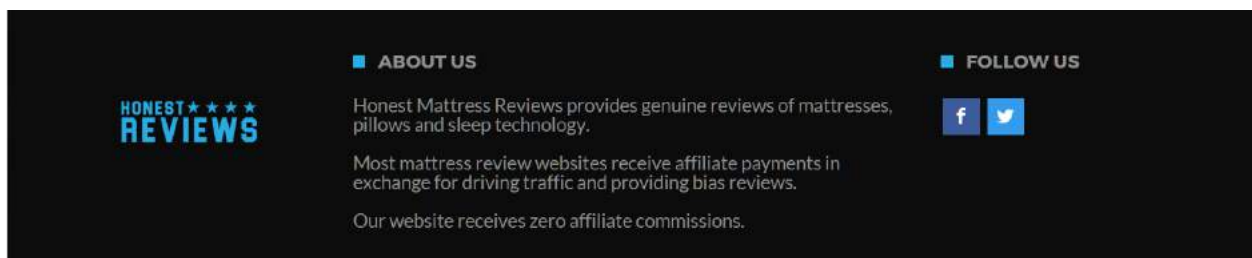 HONEST
REVIEWS
ABOUT US
Honest Mattress Reviews provides genuine reviews of mattresses,
pillows and sleep technology.
Most mattress review websites receive affiliate payments in
exchange for driving traffic and providing bias reviews.
Our website receives zero affiliate commissions.
FOLLOW US
f